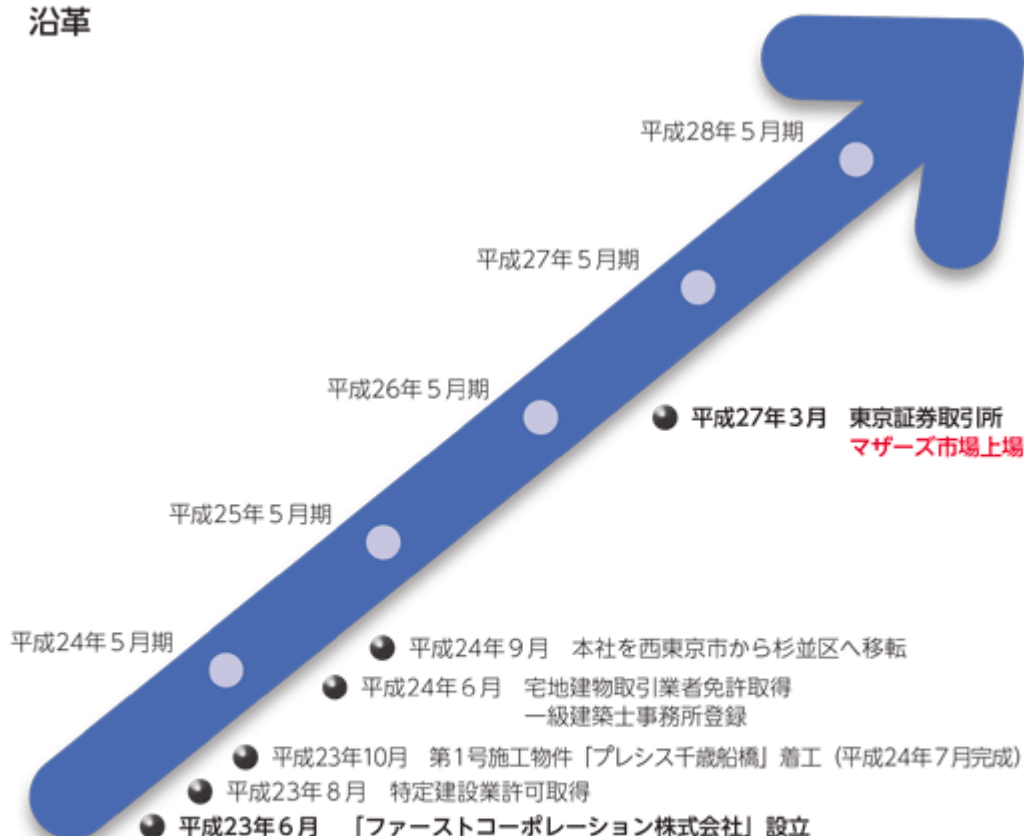 沿革
平成28年5月期
平成27年5月期
平成26年5月期
平成27年3月 東京証券取引所
マザーズ市場上場
平成25年5月期
平成24年5月期
平成24年9月 本社を西東京市から杉並区へ移転
平成24年6月 宅地建物取引業者免許取得
一級建築士事務所登録
平成23年10月 第1号施工物件「プレシス千歳船橋」着工（平成24年7月完成）
平成23年8月 特定建設業許可取得
平成23年6月 「ファーストコーポレーション株式会社」設立